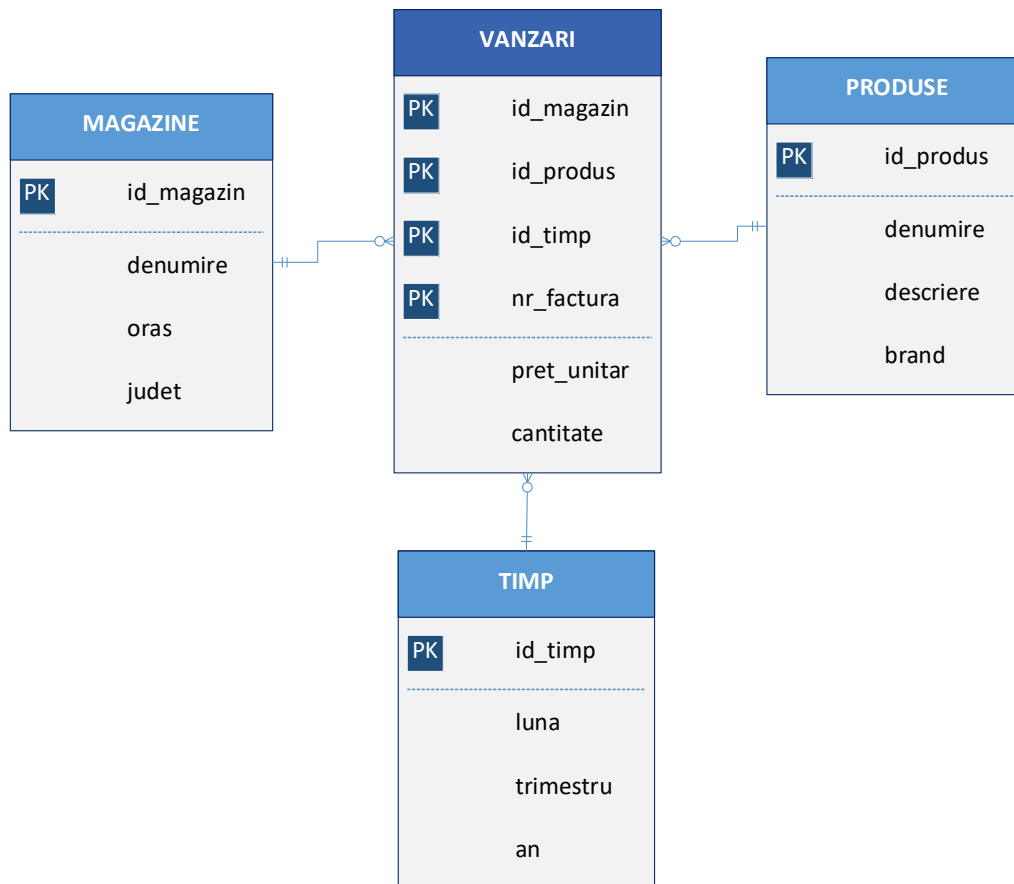 MAGAZINE
PK id_magazin
denumire
oras
judet
VANZARI
PK id_magazin
PK id_produs
PK id_timp
PK nr_factura
pret_unitar
cantitate
PRODUSE
PK id_produs
denumire
descriere
brand
TIMP
PK id_timp
luna
trimestru
an